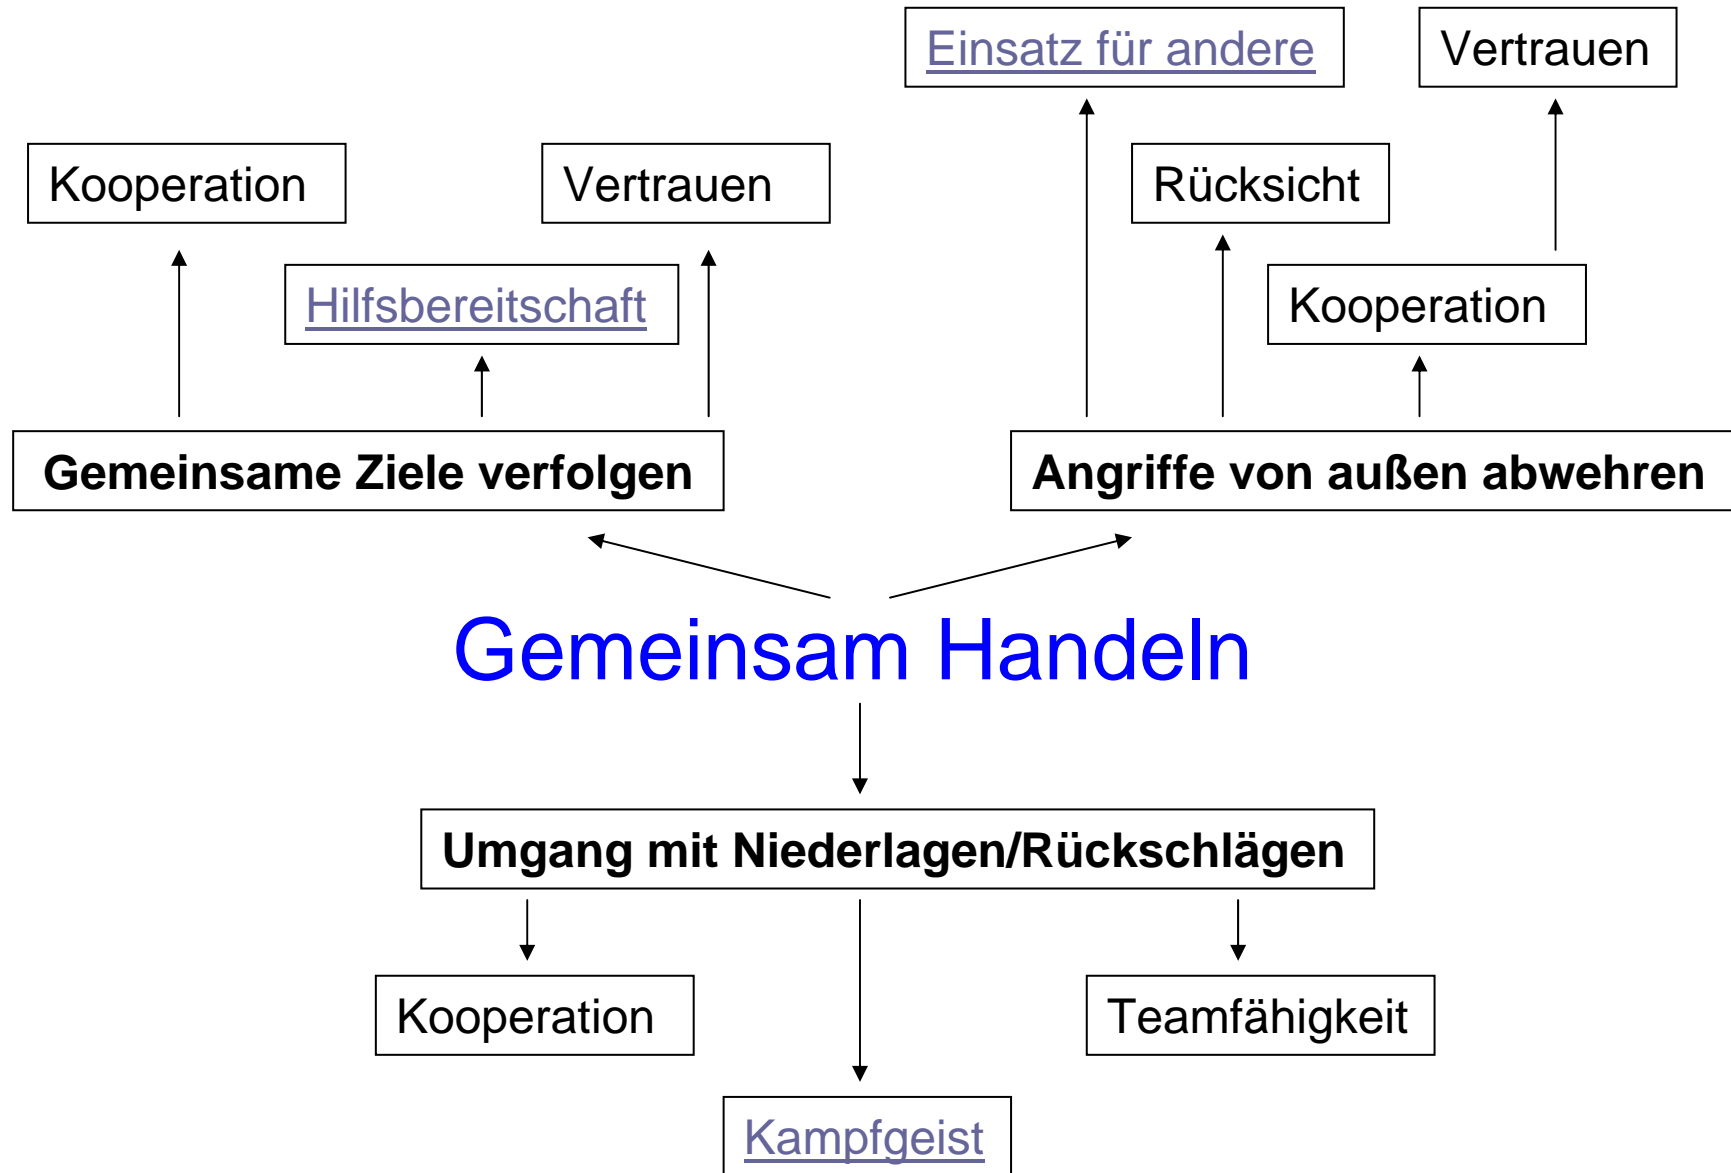 Einsatz für andere
Vertrauen
Kooperation
Vertrauen
Rücksicht
Hilfsbereitschaft
Kooperation
Gemeinsame Ziele verfolgen
Angriffe von außen abwehren
Gemeinsam Handeln
Umgang mit Niederlagen/Rückschlägen
Kooperation
Teamfähigkeit
Kampfgeist